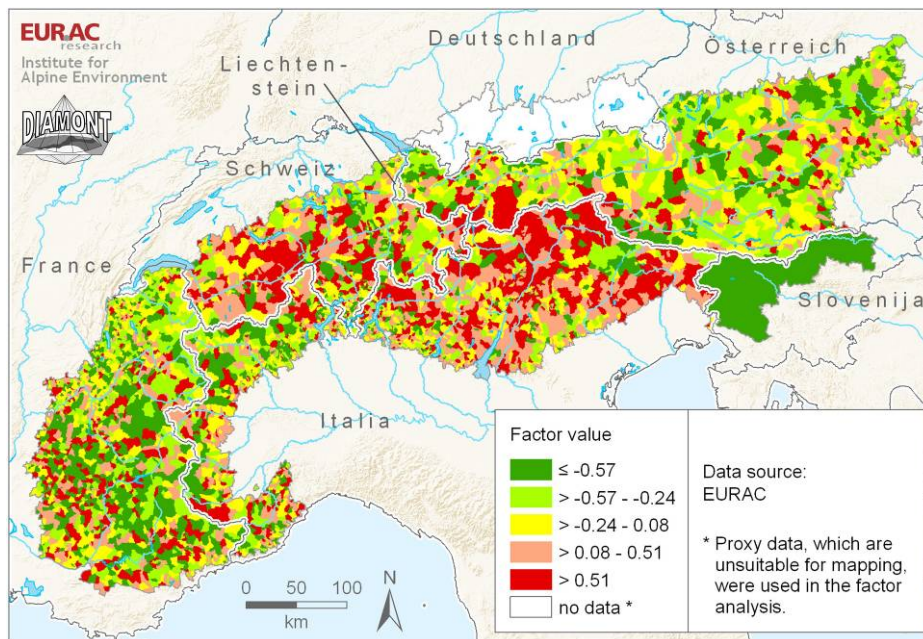 EURAC
research
Institute for
Alpine Environment
DIAMONT
Deutschland
Österreich
Liechten-
stein
Schweiz
France
Slovenija
Italia
Factor value
≤ -0.57
> -0.57 - -0.24
> -0.24 - 0.08
> 0.08 - 0.51
> 0.51
no data *
Data source:
EURAC
* Proxy data, which are
unsuitable for mapping,
were used in the factor
analysis.
0 50 100
km
N